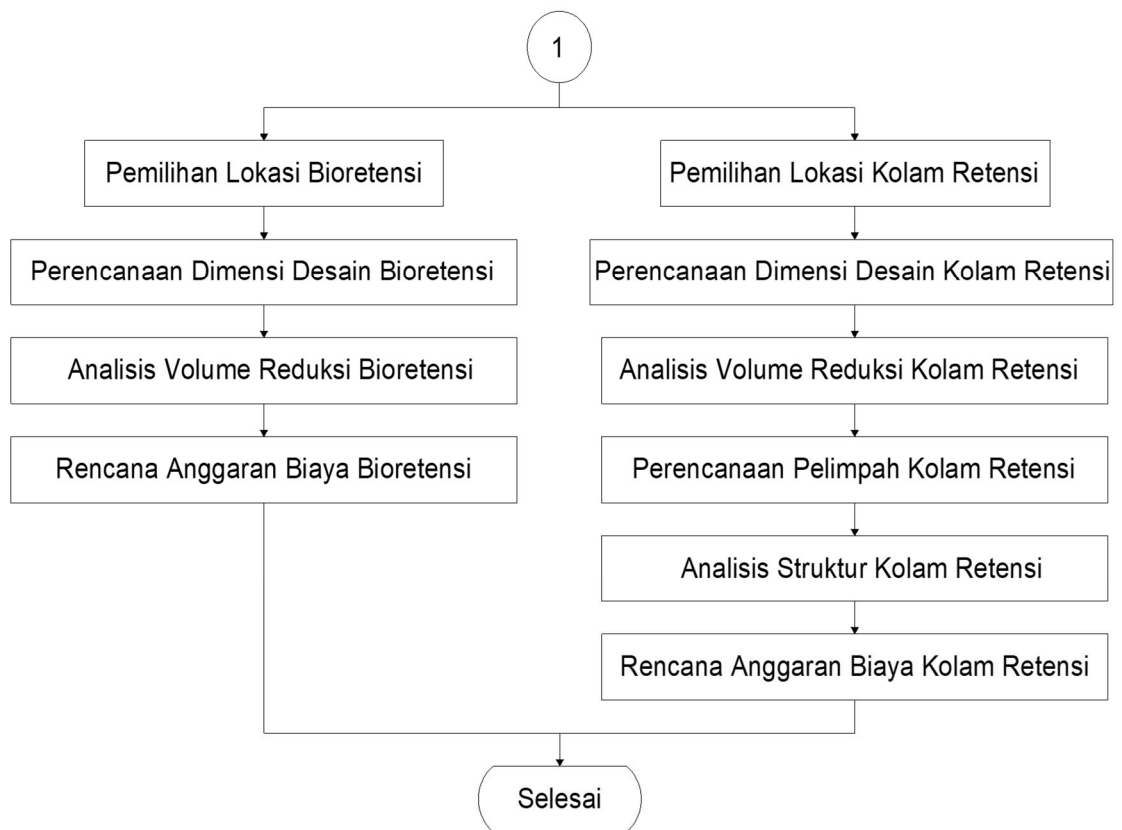 1
Pemilihan Lokasi Bioretensi
Perencanaan Dimensi Desain Bioretensi
Analisis Volume Reduksi Bioretensi
Rencana Anggaran Biaya Bioretensi
Pemilihan Lokasi Kolam Retensi
Perencanaan Dimensi Desain Kolam Retensi
Analisis Volume Reduksi Kolam Retensi
Perencanaan Pelimpah Kolam Retensi
Analisis Struktur Kolam Retensi
Rencana Anggaran Biaya Kolam Retensi
Selesai